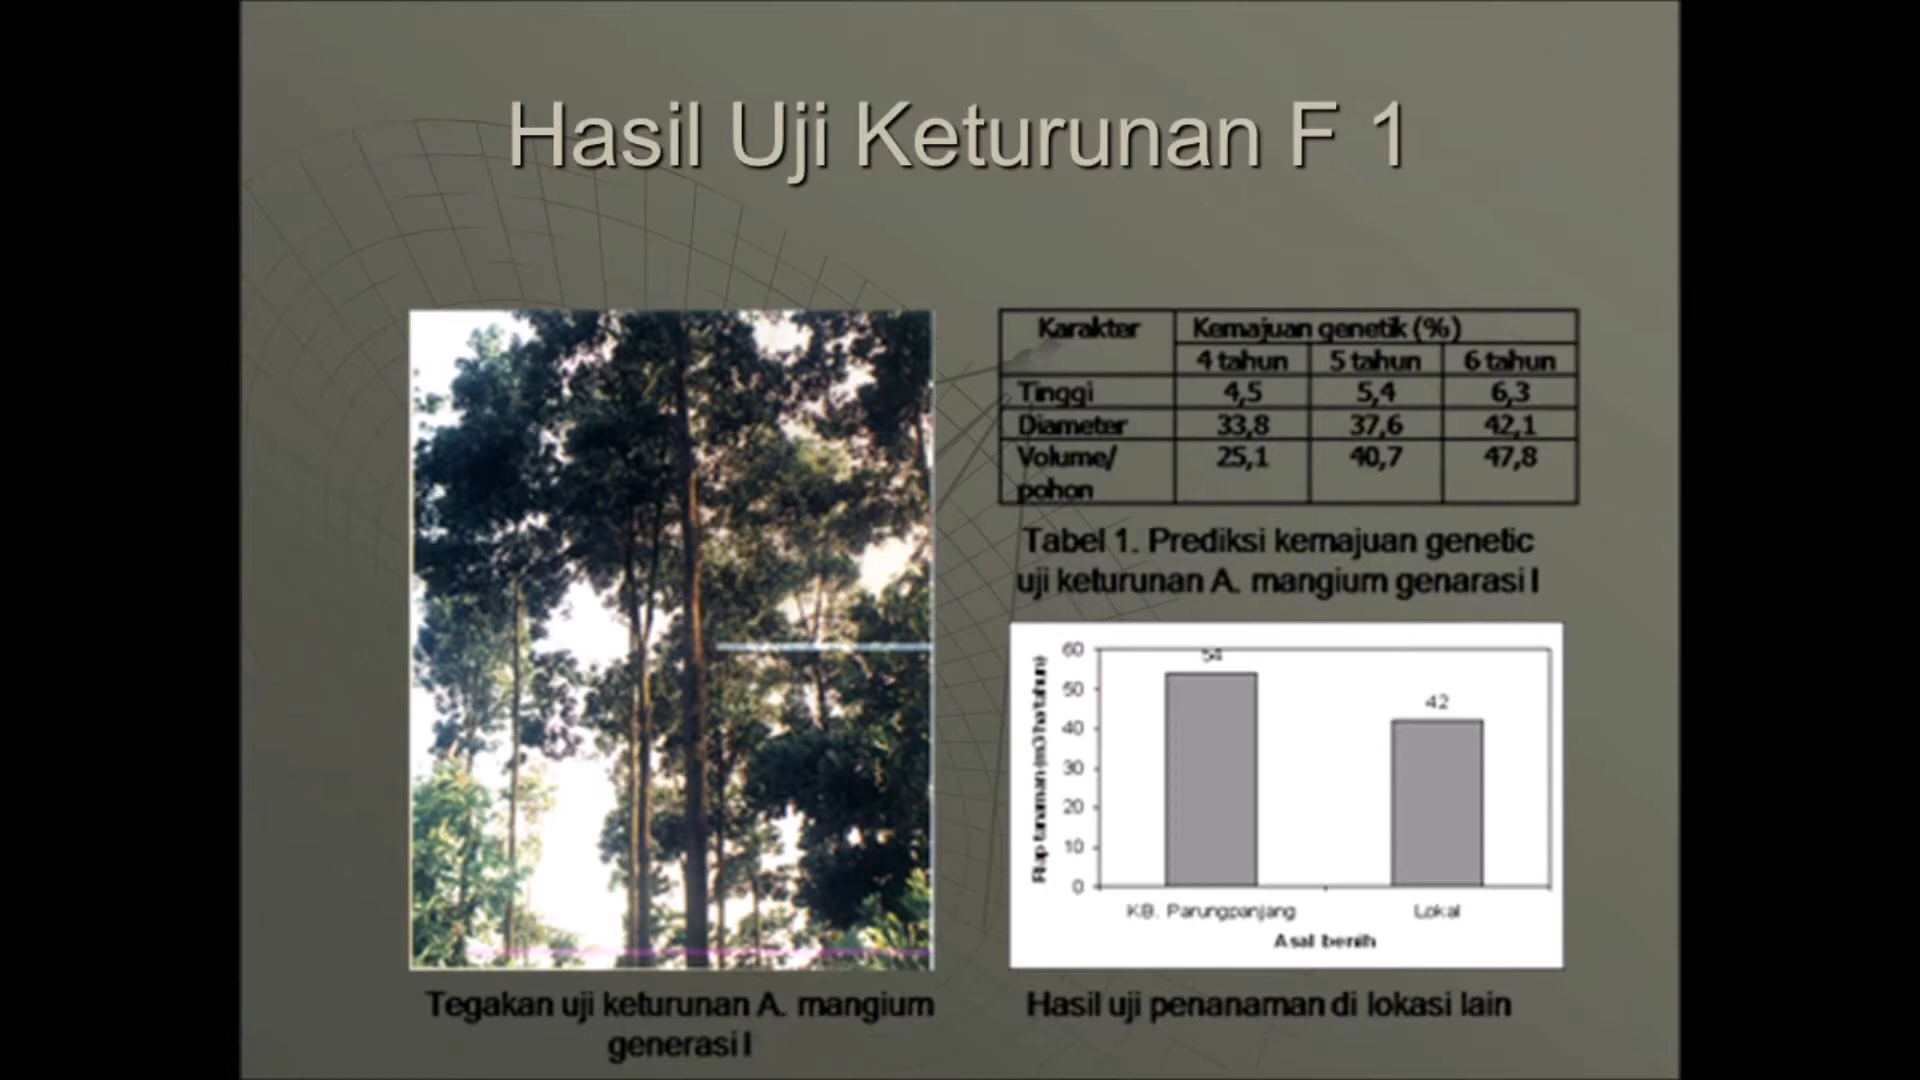 Hasil Uji Keturunan F 1
Karakter Kemajuan genetik (%)
4 tahun 5 tahun 6 tahun
Tinggi 4,5 5,4 6,3
Diameter 33,8 37,6 42,1
Volume/ 25,1 40,7 47,8
pohon
Tabel 1. Prediksi kemajuan genetic
uji keturunan A. mangium genarasi I
60
50
40
30
20
10
0
54
42
tanaman
KB. Parungpanjang Lokal
Asal benih
Tegakan uji keturunan A. mangium
generasi I
Hasil uji penanaman di lokasi lain